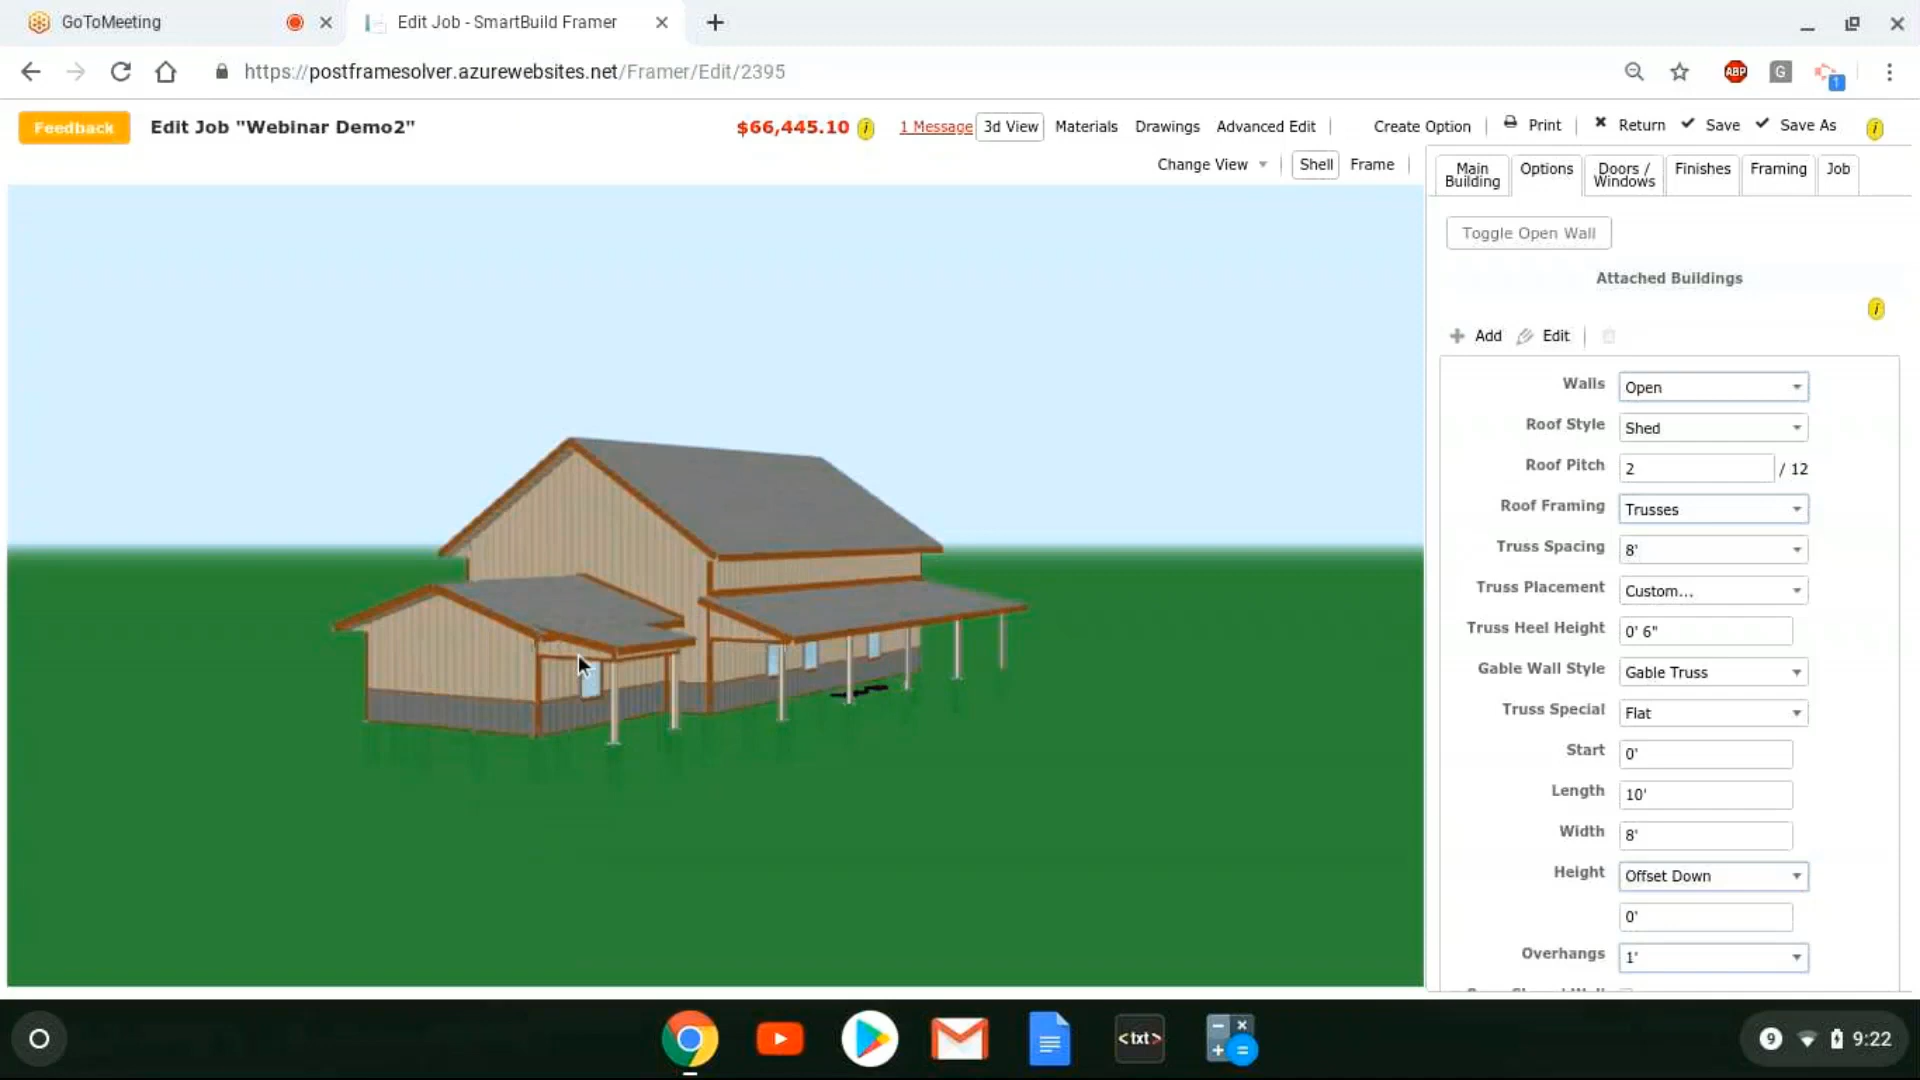 GoToMeeting
Edit Job - SmartBuild Framer
https://postframesolver.azurewebsites.net/Framer/Edit/2395
ABP
G
1
Feedback
Edit Job "Webinar Demo2"
$66,445.10
i
1 Message
3d View
Materials
Drawings
Advanced Edit
Create Option
Print
Return
Save
Save As
i
Change View
Shell
Frame
Main Building
Options
Doors / Windows
Finishes
Framing
Job
Toggle Open Wall
Attached Buildings
i
Add
Edit
Walls Open
Roof Style Shed
Roof Pitch 2 / 12
Roof Framing Trusses
Truss Spacing 8'
Truss Placement Custom...
Truss Heel Height 0' 6"
Gable Wall Style Gable Truss
Truss Special Flat
Start 0'
Length 10'
Width 8'
Height Offset Down
0'
Overhangs 1'
<txt>
9
9:22